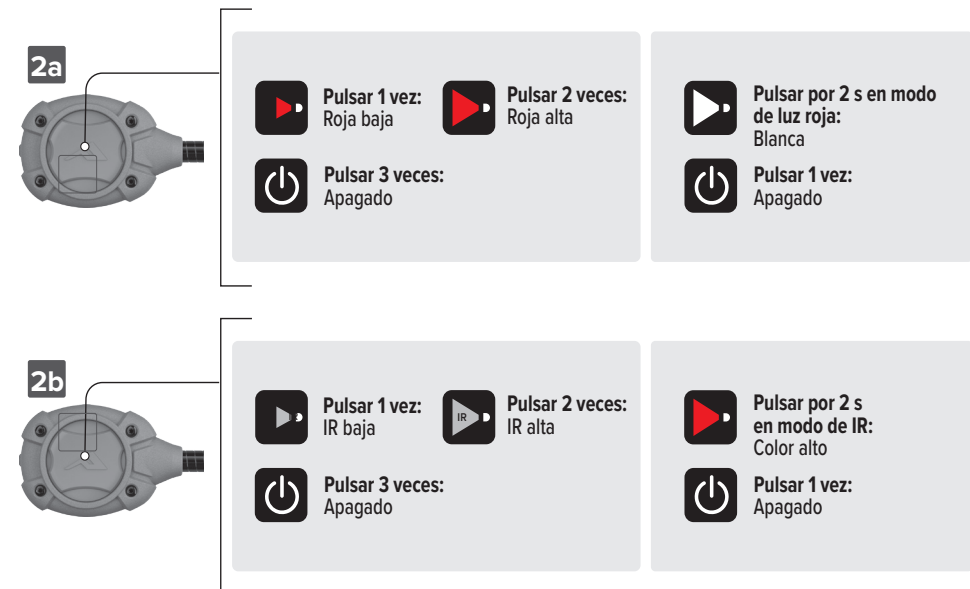 2a
Pulsar 1 vez:
Roja baja
Pulsar 2 veces:
Roja alta
Pulsar 3 veces:
Apagado
Pulsar por 2 s en modo
de luz roja:
Blanca
Pulsar 1 vez:
Apagado
2b
Pulsar 1 vez:
IR baja
IR
Pulsar 2 veces:
IR alta
Pulsar 3 veces:
Apagado
Pulsar por 2 s
en modo de IR:
Color alto
Pulsar 1 vez:
Apagado